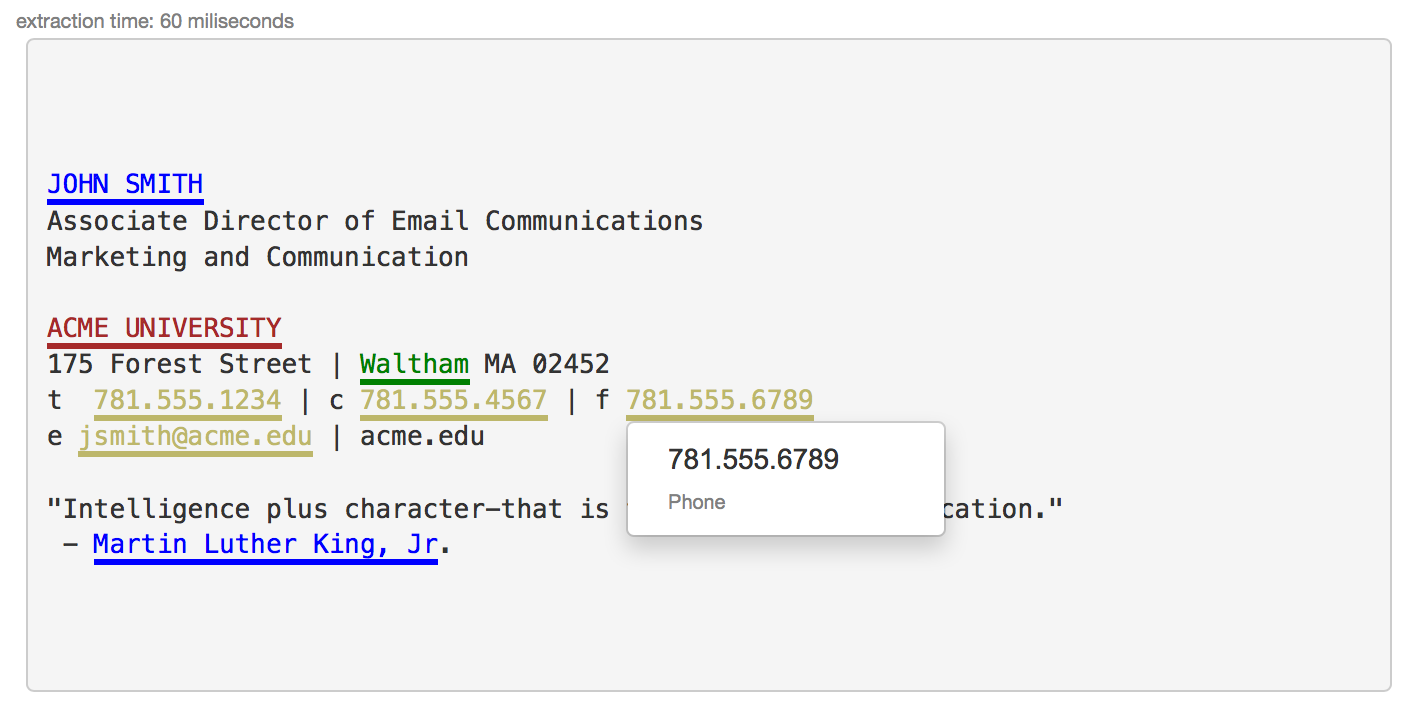 extraction time: 60 miliseconds
JOHN SMITH
Associate Director of Email Communications
Marketing and Communication
ACME UNIVERSITY
175 Forest Street | Waltham MA 02452
t 781.555.1234 | c 781.555.4567 | f 781.555.6789
e jsmith@acme.edu | acme.edu
781.555.6789
Phone
"Intelligence plus character-that is cation."
- Martin Luther King, Jr.